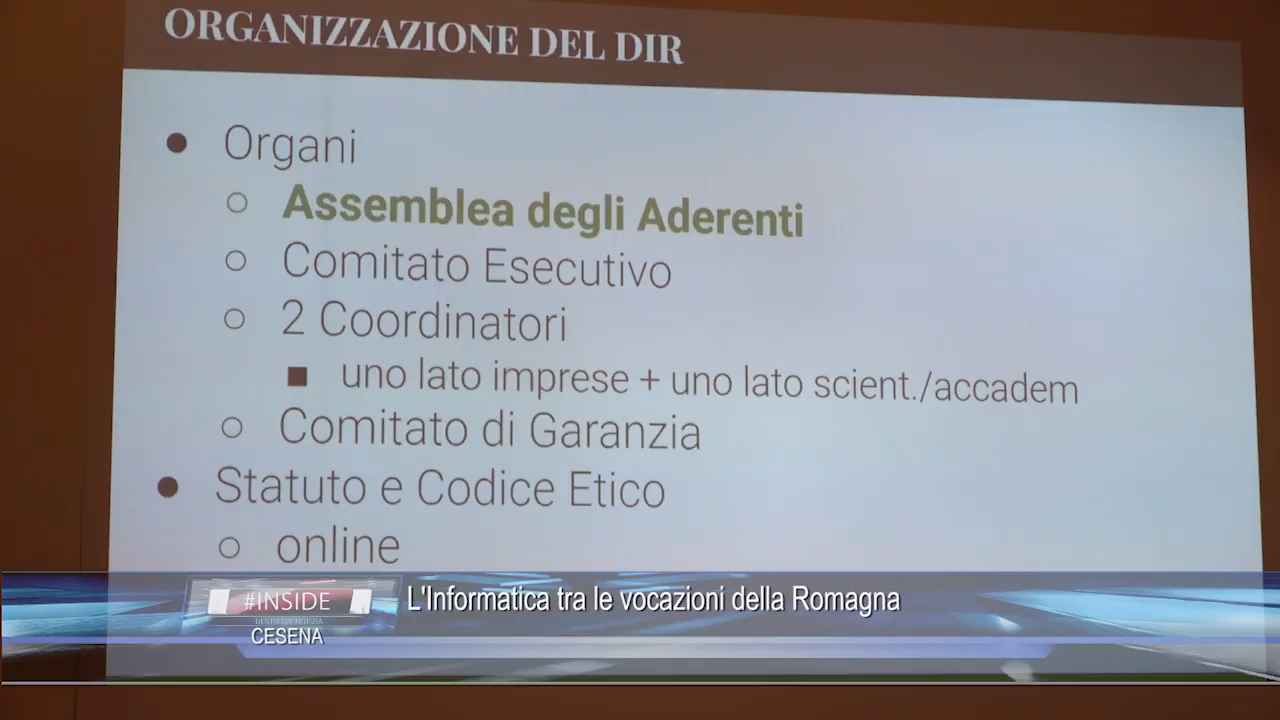 ORGANIZZAZIONE DEL DIR
Organi
Assemblea degli Aderenti
Comitato Esecutivo
2 Coordinatori
uno lato imprese + uno lato scient./accadem
Comitato di Garanzia
Statuto e Codice Etico
online
#INSIDE
CESENA
L'Informatica tra le vocazioni della Romagna